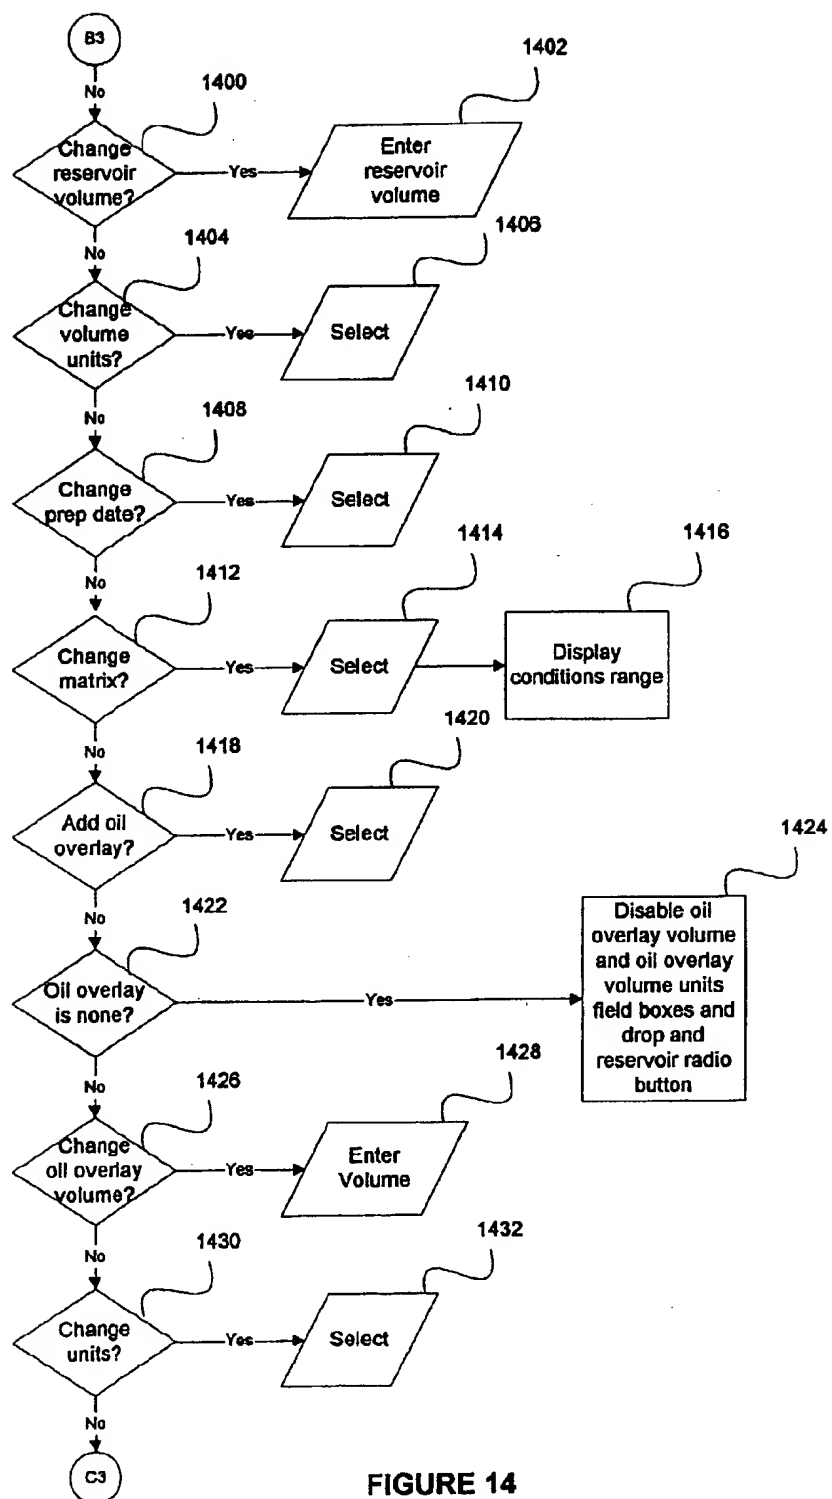 B3
No
1400
1402
Change
reservoir
volume?
Yes
Enter
reservoir
volume
No
1404
1406
Change
volume
units?
Yes
Select
No
1408
1410
Change
prep date?
Yes
Select
No
1412
1414
1416
Change
matrix?
Yes
Select
Display
conditions range
No
1418
1420
Add oil
overlay?
Yes
Select
No
1422
1424
Oil overlay
is none?
Yes
Disable oil
overlay volume
and oil overlay
volume units
field boxes and
drop and
reservoir radio
button
No
1426
1428
Change
oil overlay
volume?
Yes
Enter
Volume
No
1430
1432
Change
units?
Yes
Select
No
C3
FIGURE 14